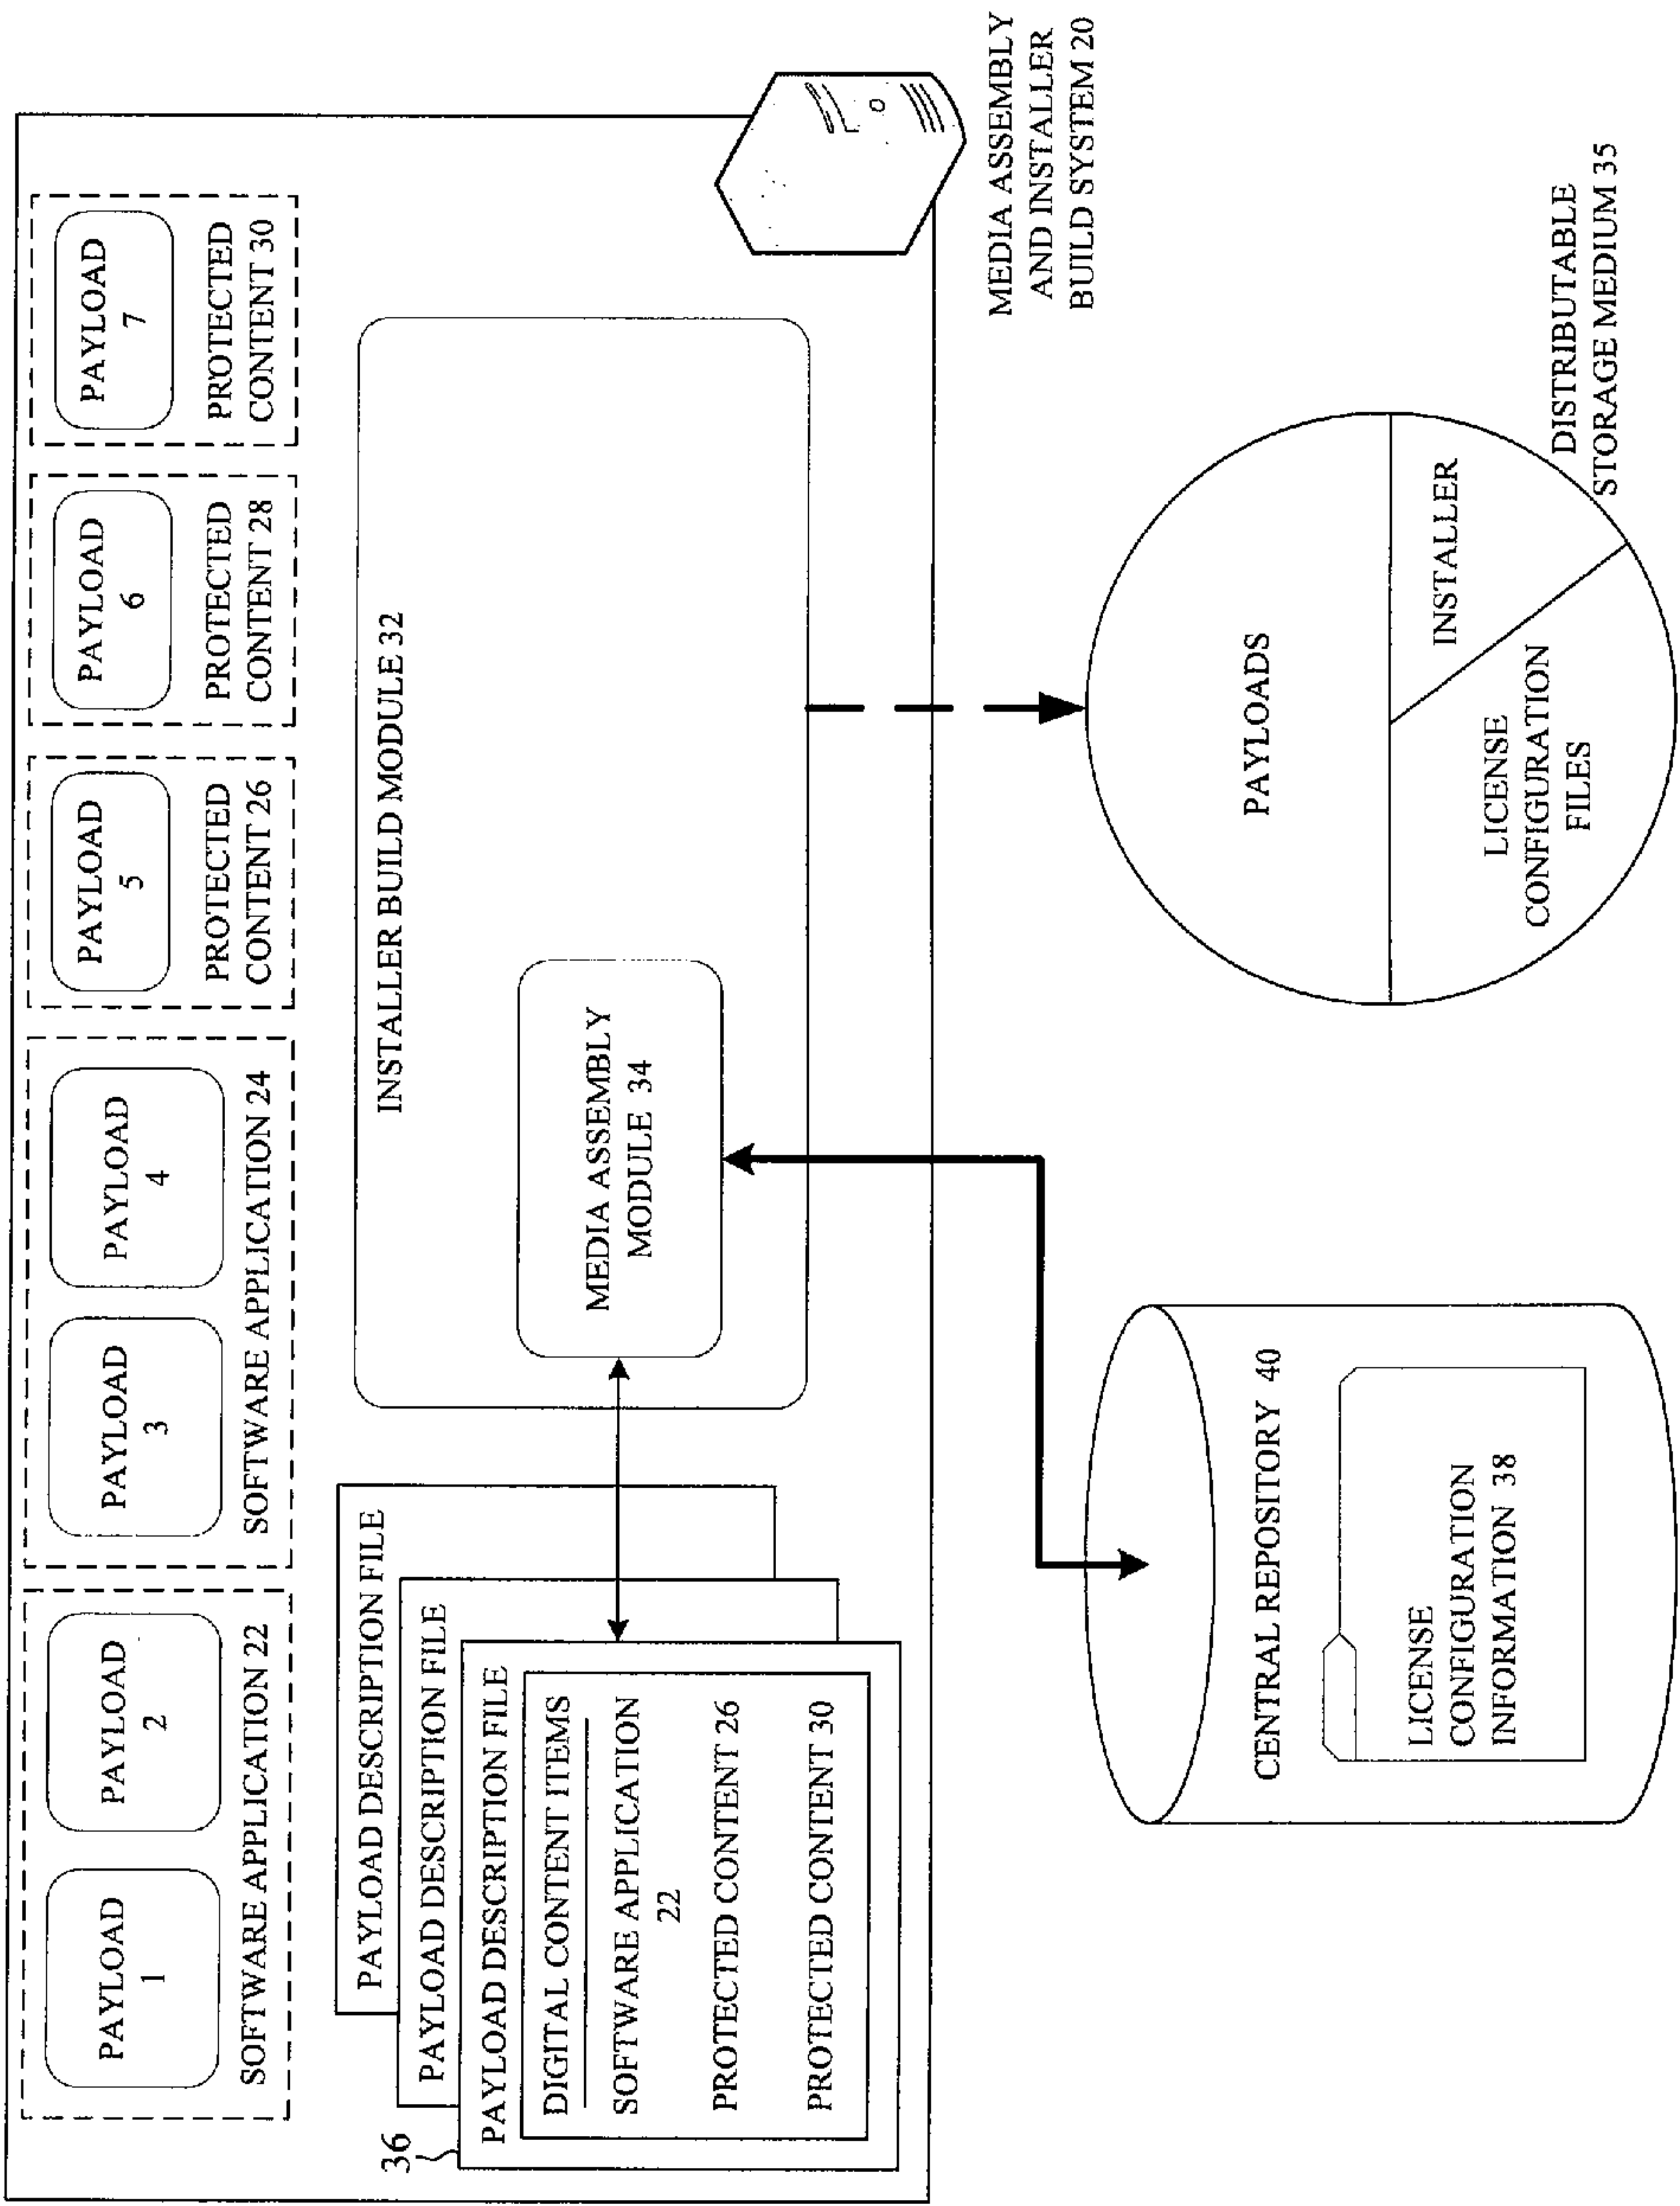 PAYLOAD
1
PAYLOAD
2
SOFTWARE APPLICATION 22
PAYLOAD
3
PAYLOAD
4
SOFTWARE APPLICATION 24
PAYLOAD
5
PROTECTED
CONTENT 26
PAYLOAD
6
PROTECTED
CONTENT 28
PAYLOAD
7
PROTECTED
CONTENT 30
PAYLOAD DESCRIPTION FILE
PAYLOAD DESCRIPTION FILE
36
PAYLOAD DESCRIPTION FILE
DIGITAL CONTENT ITEMS
SOFTWARE APPLICATION
22
PROTECTED CONTENT 26
PROTECTED CONTENT 30
INSTALLER BUILD MODULE 32
MEDIA ASSEMBLY
MODULE 34
MEDIA ASSEMBLY
AND INSTALLER
BUILD SYSTEM 20
CENTRAL REPOSITORY 40
LICENSE
CONFIGURATION
INFORMATION 38
PAYLOADS
INSTALLER
LICENSE
CONFIGURATION
FILES
DISTRIBUTABLE
STORAGE MEDIUM 35